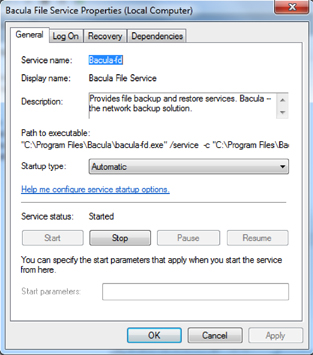 Bacula File Service Properties (Local Computer)
General Log On Recovery Dependencies
Service name: Bacula-fd
Display name: Bacula File Service
Description: Provides file backup and restore services. Bacula --
the network backup solution.
Path to executable:
"C:\Program Files\Bacula\bacula-fd.exe" /service -c "C:\Program Files\Bac
Startup type: Automatic
Help me configure service startup options.
Service status: Started
Start Stop Pause Resume
You can specify the start parameters that apply when you start the service
from here.
Start parameters:
OK Cancel Apply